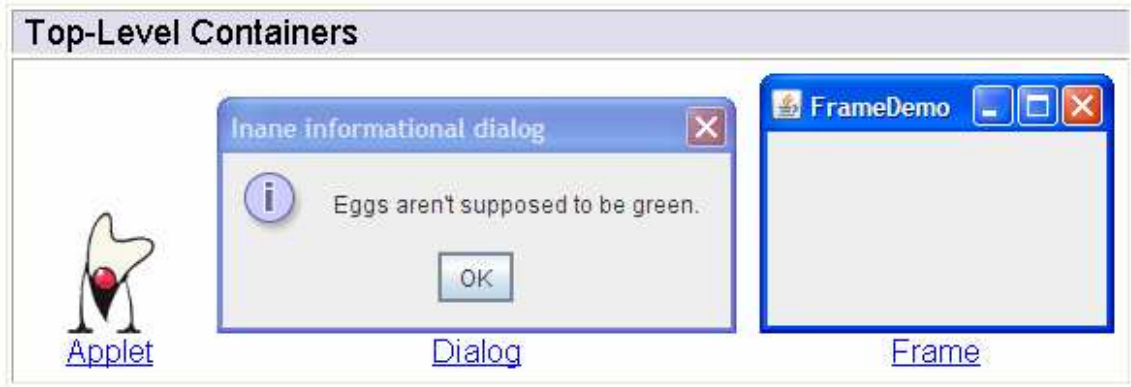 Top-Level Containers
Inane informational dialog
FrameDemo
i
Eggs aren't supposed to be green.
OK
Applet
Dialog
Frame